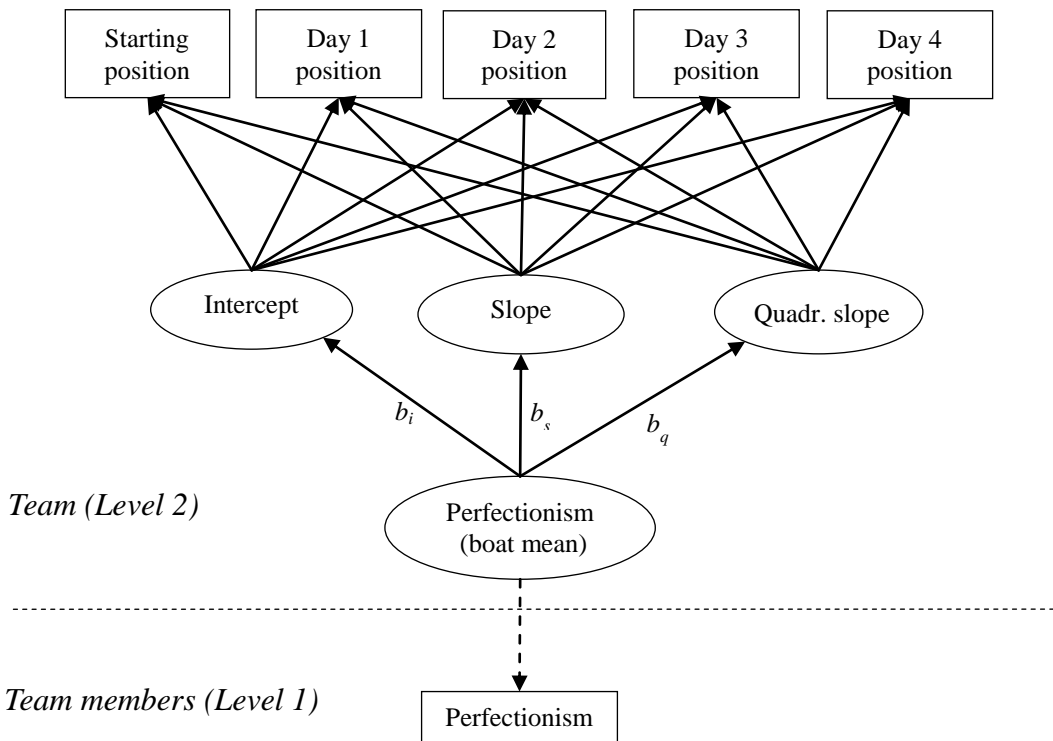 Starting
position
Day 1
position
Day 2
position
Day 3
position
Day 4
position
Intercept
Slope
Quadr. slope
b_i
b_s
b_q
Team (Level 2)
Perfectionism
(boat mean)
Team members (Level 1)
Perfectionism